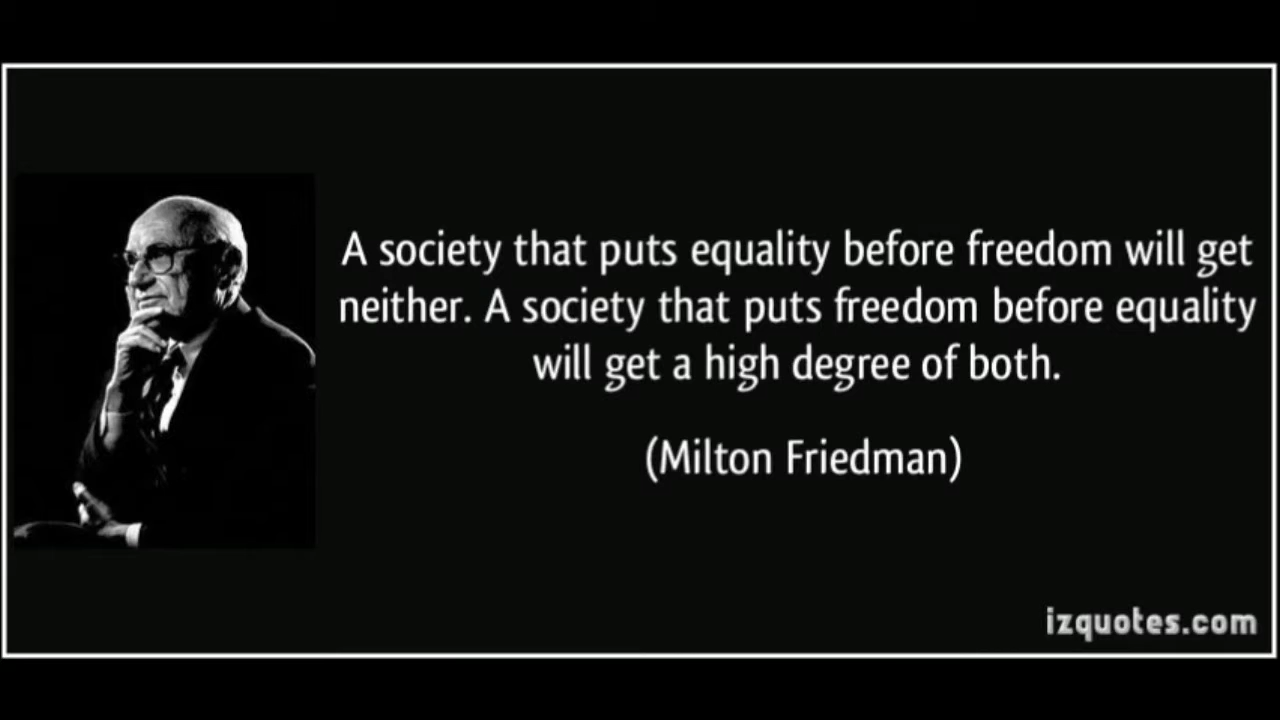 A society that puts equality before freedom will get
neither. A society that puts freedom before equality
will get a high degree of both.
(Milton Friedman)
izquotes.com